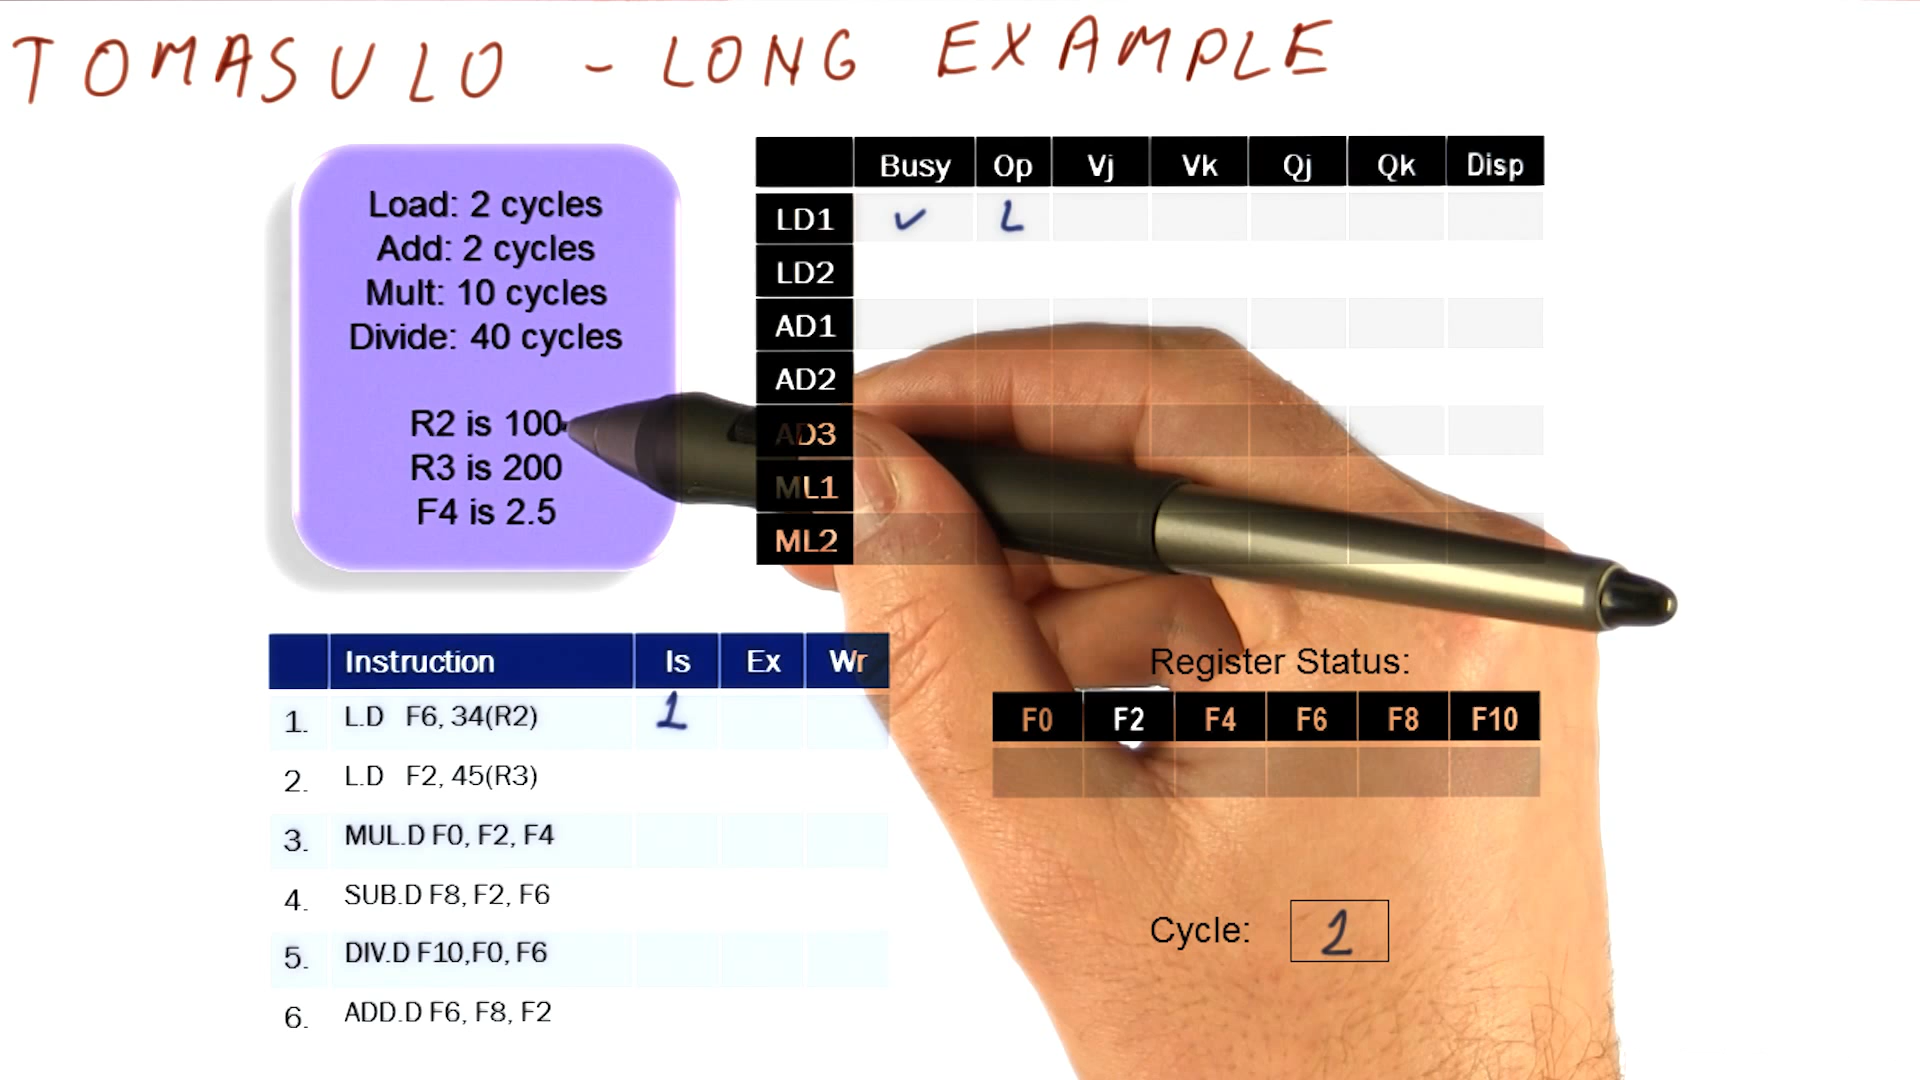 TOMASULO - LONG EXAMPLE
Load: 2 cycles
Add: 2 cycles
Mult: 10 cycles
Divide: 40 cycles
R2 is 100
R3 is 200
F4 is 2.5
Busy Op Vj Vk Qj Qk Disp
LD1 ✓ L
LD2
AD1
AD2
AD3
ML1
ML2
Instruction Is Ex Wr
1. L.D F6, 34(R2) 1
2. L.D F2, 45(R3)
3. MUL.D F0, F2, F4
4. SUB.D F8, F2, F6
5. DIV.D F10,F0, F6
6. ADD.D F6, F8, F2
Register Status:
F0 F2 F4 F6 F8 F10
Cycle: 1